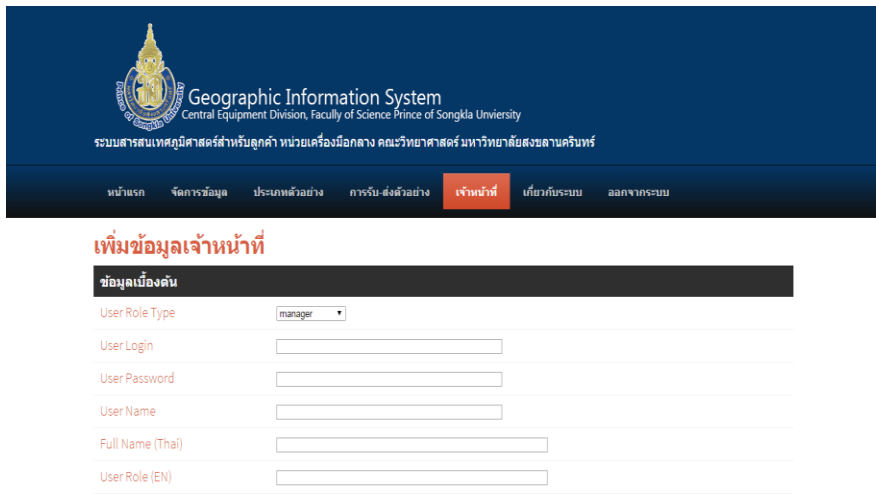 Geographic Information System
Central Equipment Division, Faculty of Science Prince of Songkla Unviersity
ระบบสารสนเทศภูมิศาสตร์สำหรับลูกค้า หน่วยเครื่องมือกลาง คณะวิทยาศาสตร์ มหาวิทยาลัยสงขลานครินทร์
หน้าแรก จัดการข้อมูล ประเภทตัวอย่าง การรับ-ส่งตัวอย่าง เจ้าหน้าที่ เกี่ยวกับระบบ ออกจากระบบ
เพิ่มข้อมูลเจ้าหน้าที่
ข้อมูลเบื้องต้น
User Role Type manager
User Login
User Password
User Name
Full Name (Thai)
User Role (EN)